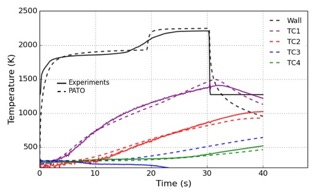 2500
2000
1500
1000
500
Temperature (K)
0
10
20
30
40
Time (s)
Experiments
PATO
Wall
TC1
TC2
TC3
TC4